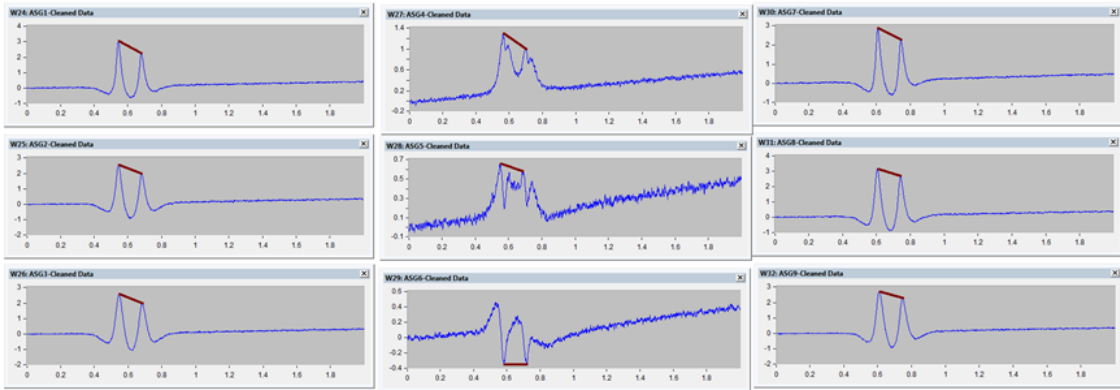 W24: ASG1-Cleaned Data
4
3
2
1
0
-1
0 0.2 0.4 0.6 0.8 1 1.2 1.4 1.6 1.8
W25: ASG2-Cleaned Data
3
2
1
0
-1
-2
0 0.2 0.4 0.6 0.8 1 1.2 1.4 1.6 1.8
W26: ASG3-Cleaned Data
3
2
1
0
-1
-2
0 0.2 0.4 0.6 0.8 1 1.2 1.4 1.6 1.8
W27: ASG4-Cleaned Data
1.4
1
0.6
0.2
-0.2
0 0.2 0.4 0.6 0.8 1 1.2 1.4 1.6 1.8
W28: ASG5-Cleaned Data
0.7
0.5
0.3
0.1
-0.1
0 0.2 0.4 0.6 0.8 1 1.2 1.4 1.6 1.8
W29: ASG6-Cleaned Data
0.6
0.4
0.2
0
-0.2
-0.4
0 0.2 0.4 0.6 0.8 1 1.2 1.4 1.6 1.8
W30: ASG7-Cleaned Data
3
2
1
0
-1
0 0.2 0.4 0.6 0.8 1 1.2 1.4 1.6 1.8
W31: ASG8-Cleaned Data
4
3
2
1
0
-1
0 0.2 0.4 0.6 0.8 1 1.2 1.4 1.6 1.8
W32: ASG9-Cleaned Data
3
2
1
0
-1
-2
0 0.2 0.4 0.6 0.8 1 1.2 1.4 1.6 1.8